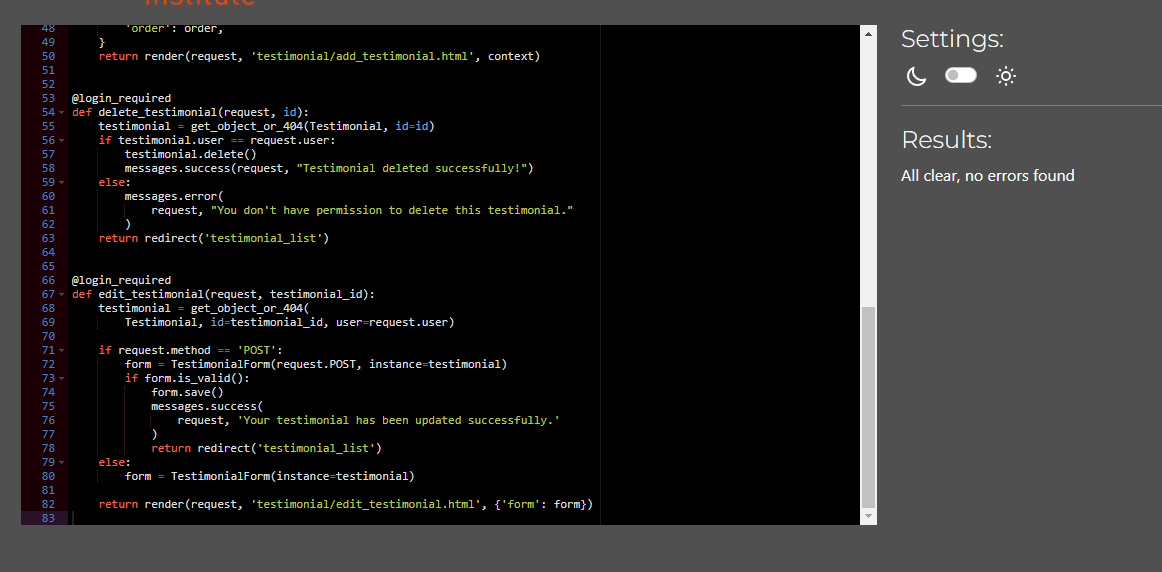 institute
48 'order': order,
49 }
50 return render(request, 'testimonial/add_testimonial.html', context)
51
52
53 @login_required
54 def delete_testimonial(request, id):
55 testimonial = get_object_or_404(Testimonial, id=id)
56 if testimonial.user == request.user:
57 testimonial.delete()
58 messages.success(request, "Testimonial deleted successfully!")
59 else:
60 messages.error(
61 request, "You don't have permission to delete this testimonial."
62 )
63 return redirect('testimonial_list')
64
65
66 @login_required
67 def edit_testimonial(request, testimonial_id):
68 testimonial = get_object_or_404(
69 Testimonial, id=testimonial_id, user=request.user)
70
71 if request.method == 'POST':
72 form = TestimonialForm(request.POST, instance=testimonial)
73 if form.is_valid():
74 form.save()
75 messages.success(
76 request, 'Your testimonial has been updated successfully.'
77 )
78 return redirect('testimonial_list')
79 else:
80 form = TestimonialForm(instance=testimonial)
81
82 return render(request, 'testimonial/edit_testimonial.html', {'form': form})
83
Settings:
Results:
All clear, no errors found